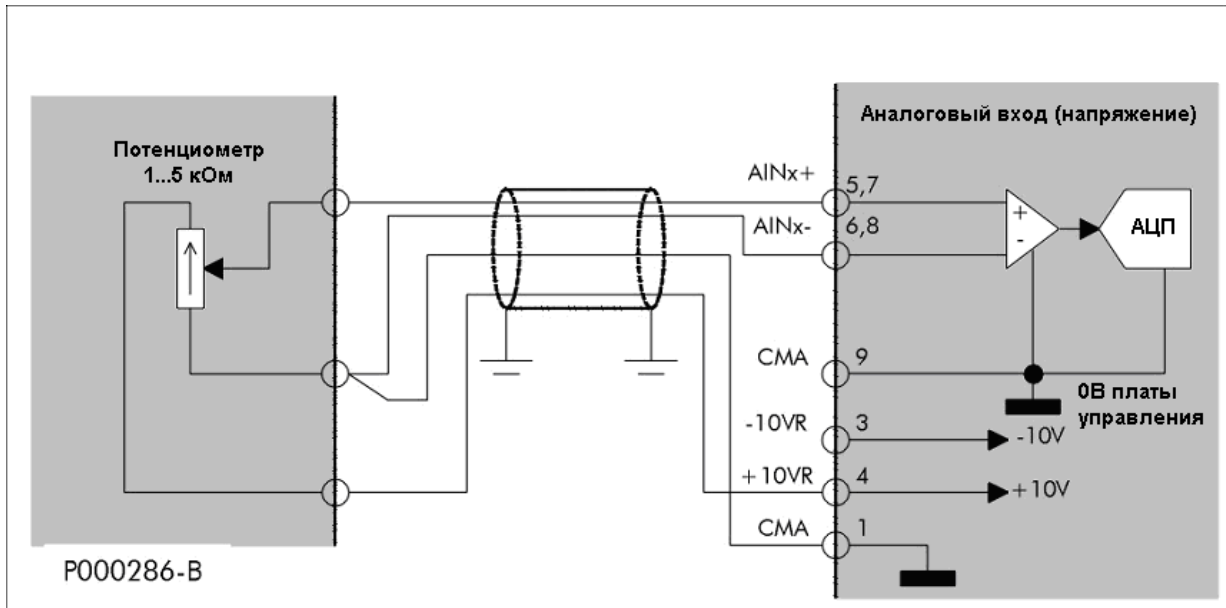 Потенциометр
1...5 кОм
P000286-B
Аналоговый вход (напряжение)
AINx+
5,7
AINx-
6,8
+
-
АЦП
CMA
9
0В платы
управления
-10VR
3
-10V
+10VR
4
+10V
CMA
1